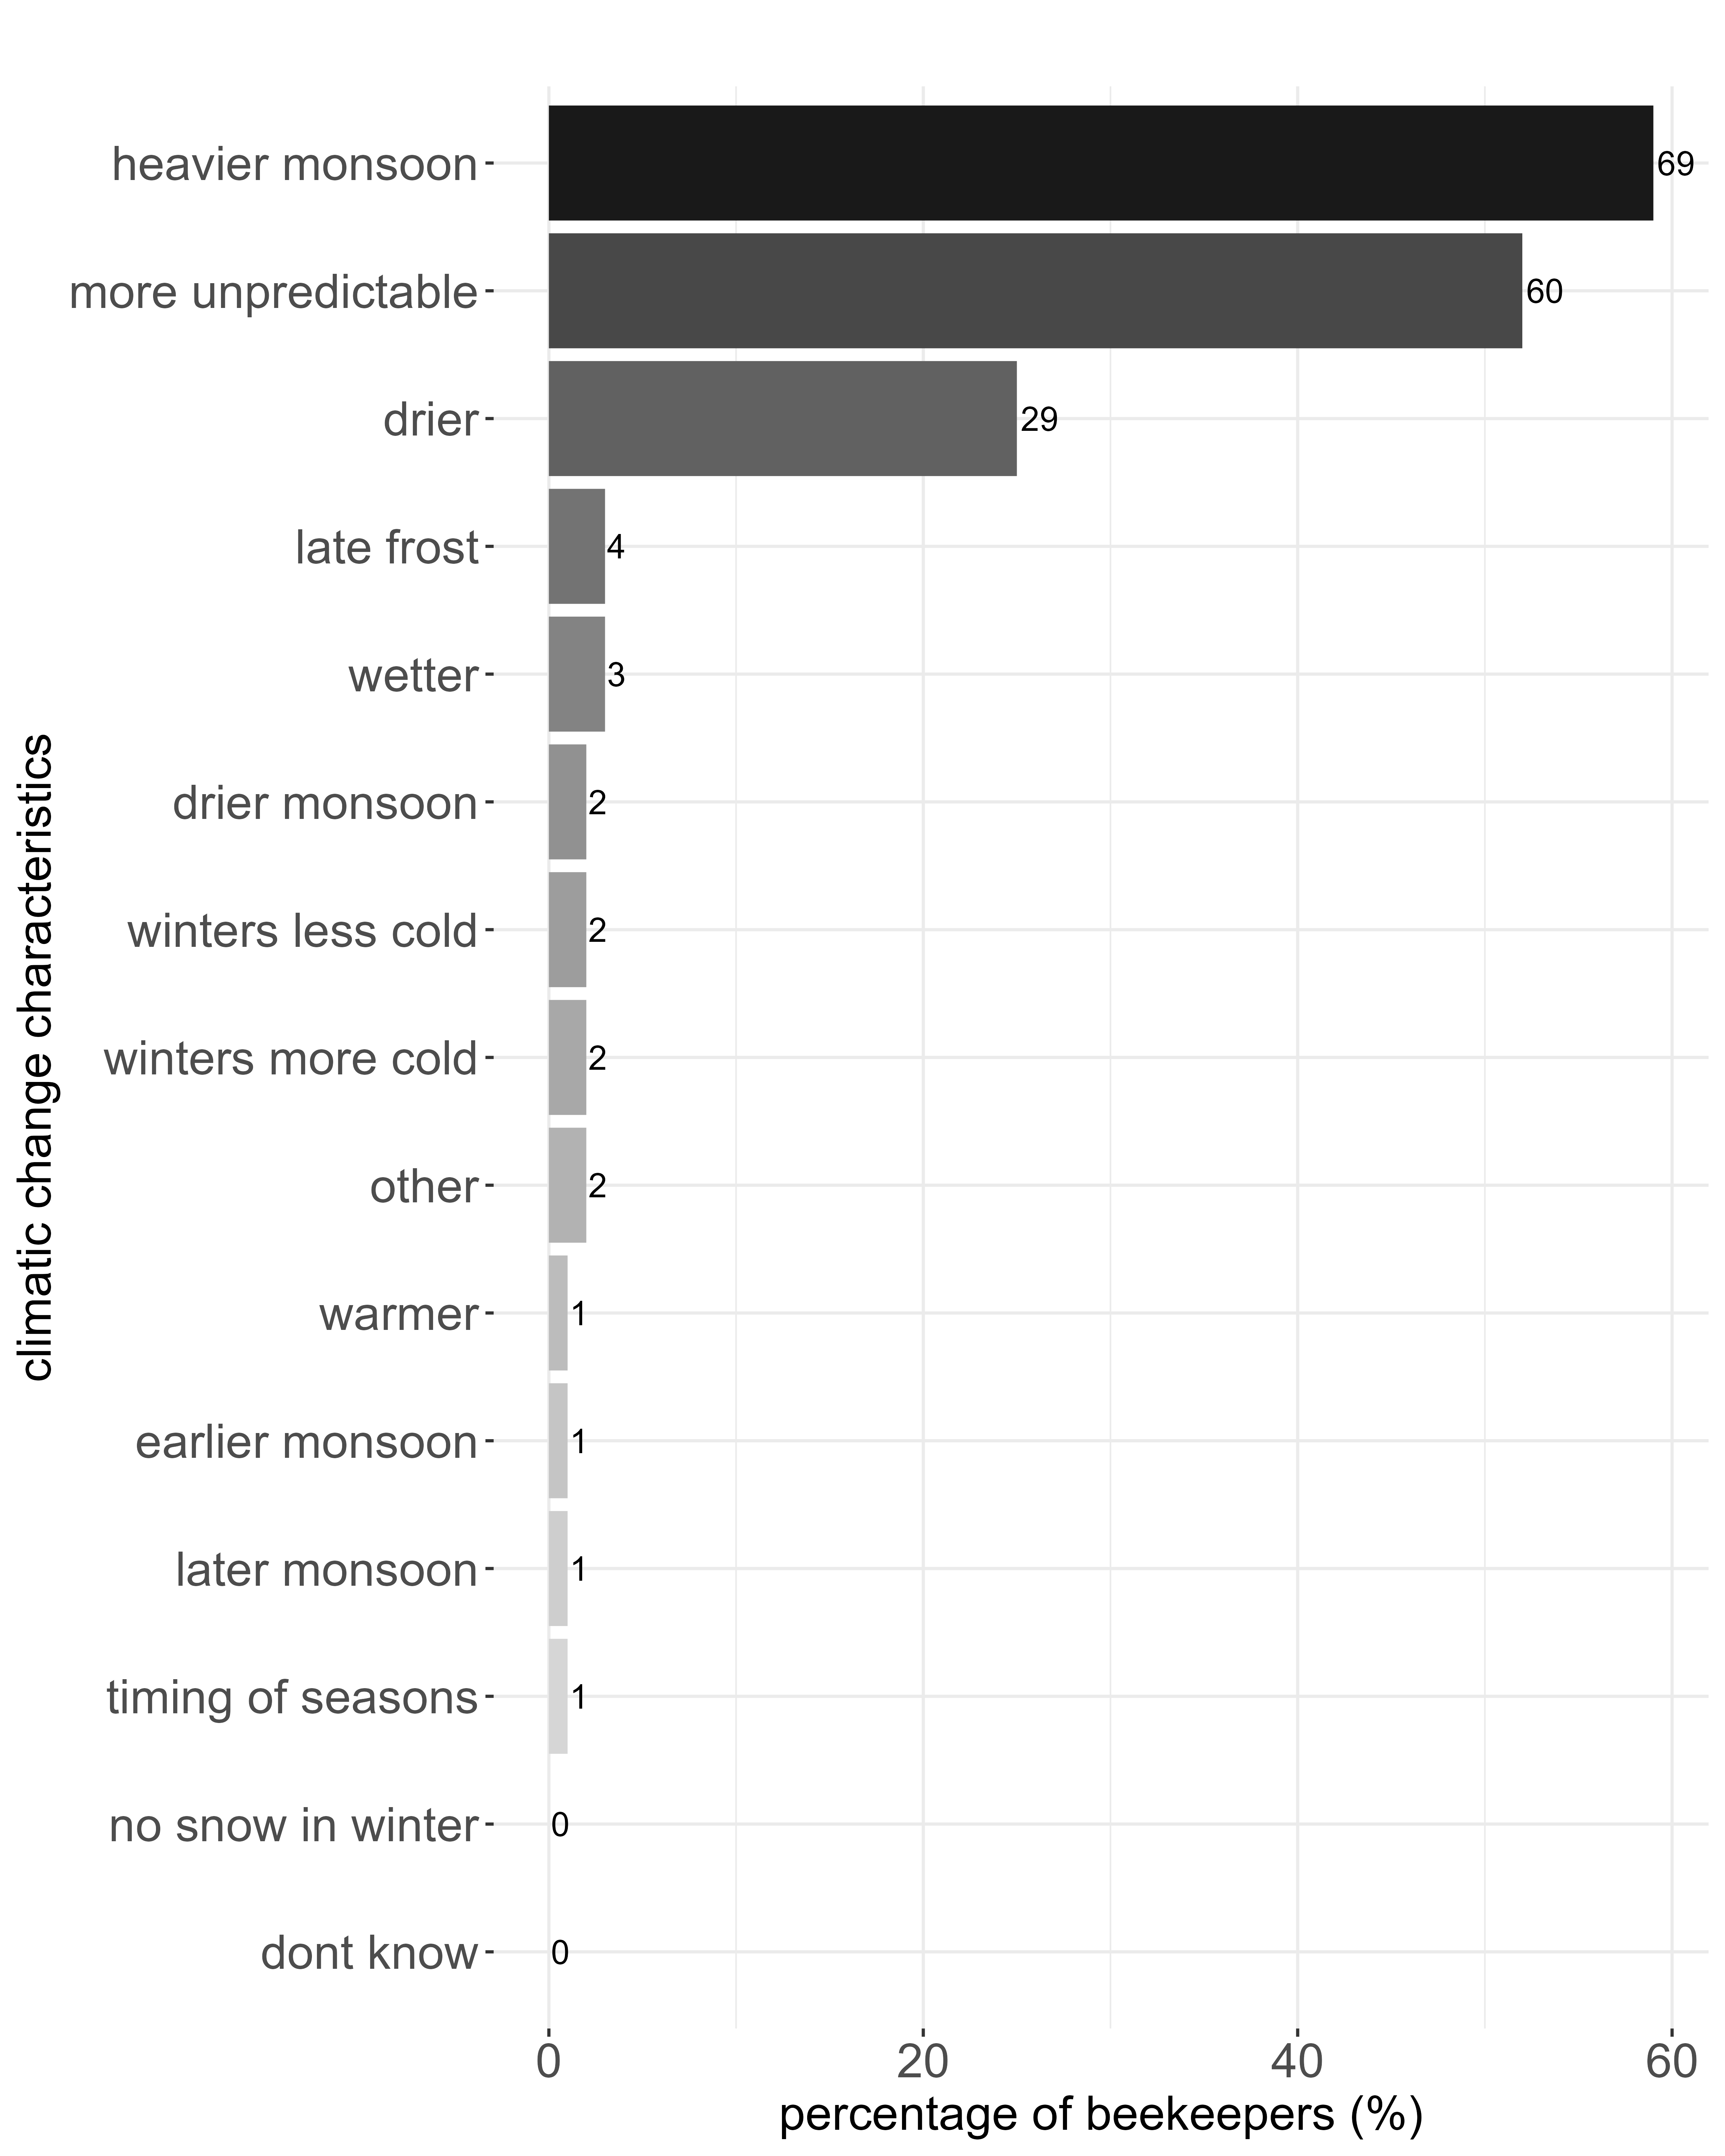 heavier monsoon 69
more unpredictable 60
drier 29
late frost 4
wetter 3
drier monsoon 2
winters less cold 2
winters more cold 2
other 2
warmer 1
earlier monsoon 1
later monsoon 1
timing of seasons 1
no snow in winter 0
dont know 0
climatic change characteristics
0 20 40 60
percentage of beekeepers (%)